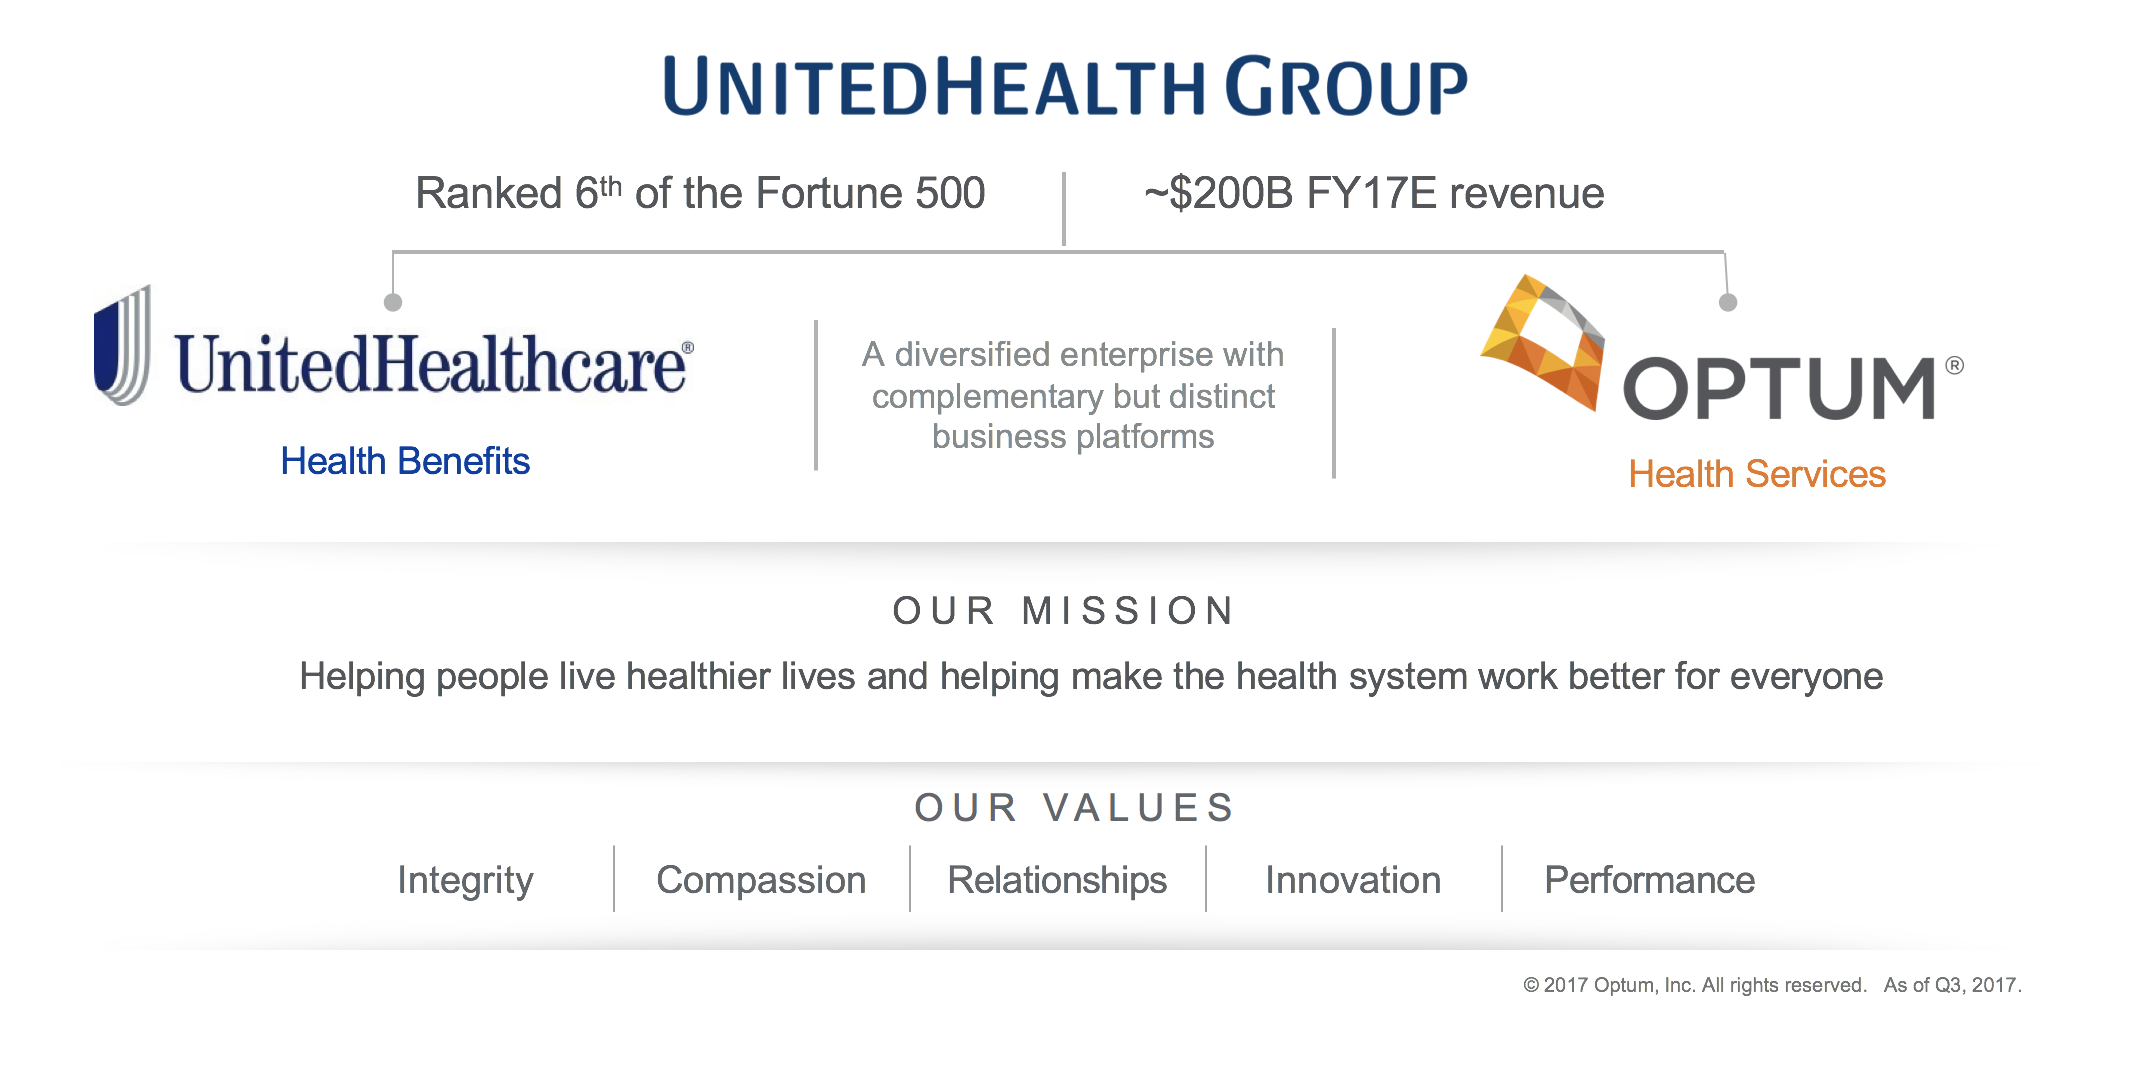 UNITEDHEALTH GROUP
Ranked 6th of the Fortune 500
~$200B FY17E revenue
UnitedHealthcare®
Health Benefits
A diversified enterprise with
complementary but distinct
business platforms
OPTUM®
Health Services
OUR MISSION
Helping people live healthier lives and helping make the health system work better for everyone
OUR VALUES
Integrity
Compassion
Relationships
Innovation
Performance
© 2017 Optum, Inc. All rights reserved. As of Q3, 2017.